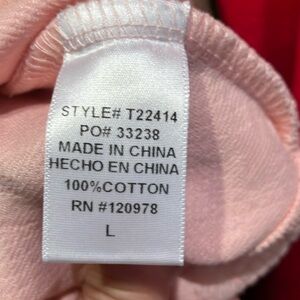 STYLE# T22414
PO# 33238
MADE IN CHINA
HECHO EN CHINA
100%COTTON
RN #120978
L